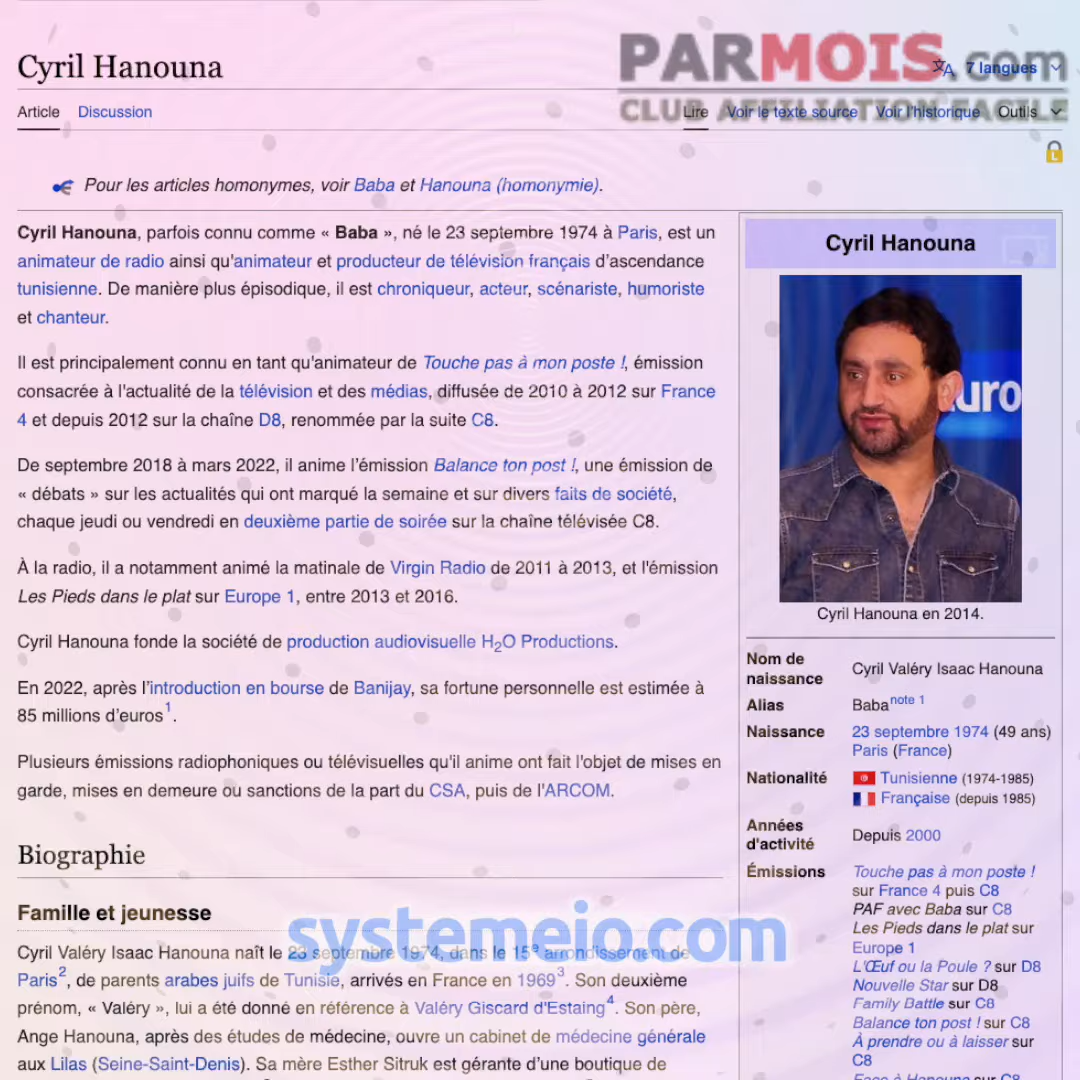 Cyril Hanouna
PARMOIS.com
CLUB AFFILIATION FACILE
7 langues
Article Discussion
Lire Voir le texte source Voir l'historique Outils
Pour les articles homonymes, voir Baba et Hanouna (homonymie).
Cyril Hanouna, parfois connu comme « Baba », né le 23 septembre 1974 à Paris, est un
animateur de radio ainsi qu'animateur et producteur de télévision français d’ascendance
tunisienne. De manière plus épisodique, il est chroniqueur, acteur, scénariste, humoriste
et chanteur.
Il est principalement connu en tant qu'animateur de Touche pas à mon poste !, émission
consacrée à l'actualité de la télévision et des médias, diffusée de 2010 à 2012 sur France
4 et depuis 2012 sur la chaîne D8, renommée par la suite C8.
De septembre 2018 à mars 2022, il anime l’émission Balance ton post !, une émission de
« débats » sur les actualités qui ont marqué la semaine et sur divers faits de société,
chaque jeudi ou vendredi en deuxième partie de soirée sur la chaîne télévisée C8.
À la radio, il a notamment animé la matinale de Virgin Radio de 2011 à 2013, et l'émission
Les Pieds dans le plat sur Europe 1, entre 2013 et 2016.
Cyril Hanouna fonde la société de production audiovisuelle H2O Productions.
En 2022, après l’introduction en bourse de Banijay, sa fortune personnelle est estimée à
85 millions d’euros1.
Plusieurs émissions radiophoniques ou télévisuelles qu'il anime ont fait l'objet de mises en
garde, mises en demeure ou sanctions de la part du CSA, puis de l'ARCOM.
Biographie
Famille et jeunesse
systemeio.com
Cyril Valéry Isaac Hanouna naît le 23 septembre 1974, dans le 15e arrondissement de
Paris2, de parents arabes juifs de Tunisie, arrivés en France en 19693. Son deuxième
prénom, « Valéry », lui a été donné en référence à Valéry Giscard d'Estaing4. Son père,
Ange Hanouna, après des études de médecine, ouvre un cabinet de médecine générale
aux Lilas (Seine-Saint-Denis). Sa mère Esther Sitruk est gérante d’une boutique de
Cyril Hanouna
uro
Cyril Hanouna en 2014.
Nom de naissance Cyril Valéry Isaac Hanouna
Alias Baba note 1
Naissance 23 septembre 1974 (49 ans)
Paris (France)
Nationalité Tunisienne (1974-1985)
Française (depuis 1985)
Années d'activité Depuis 2000
Émissions Touche pas à mon poste !
sur France 4 puis C8
PAF avec Baba sur C8
Les Pieds dans le plat sur
Europe 1
L'Œuf ou la Poule ? sur D8
Nouvelle Star sur D8
Family Battle sur C8
Balance ton post ! sur C8
À prendre ou à laisser sur
C8
Face à Hanouna sur C8